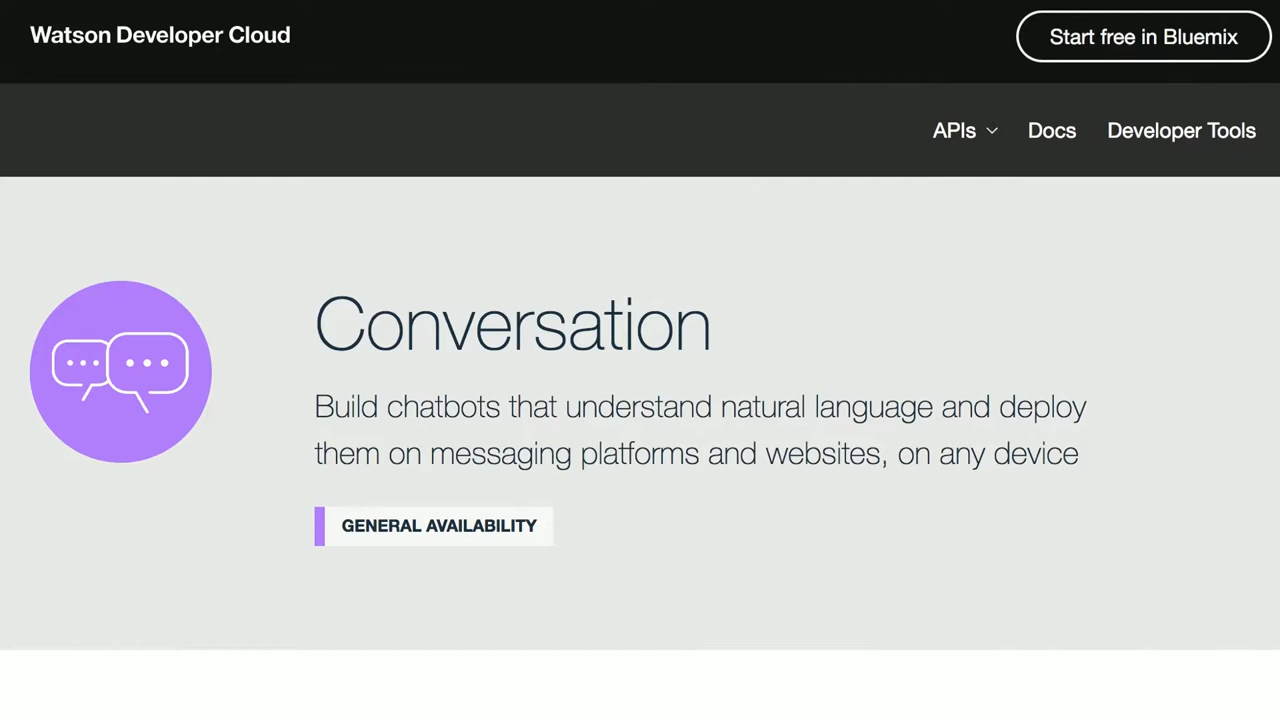 Watson Developer Cloud
Start free in Bluemix
APIs
Docs
Developer Tools
Conversation
Build chatbots that understand natural language and deploy
them on messaging platforms and websites, on any device
GENERAL AVAILABILITY